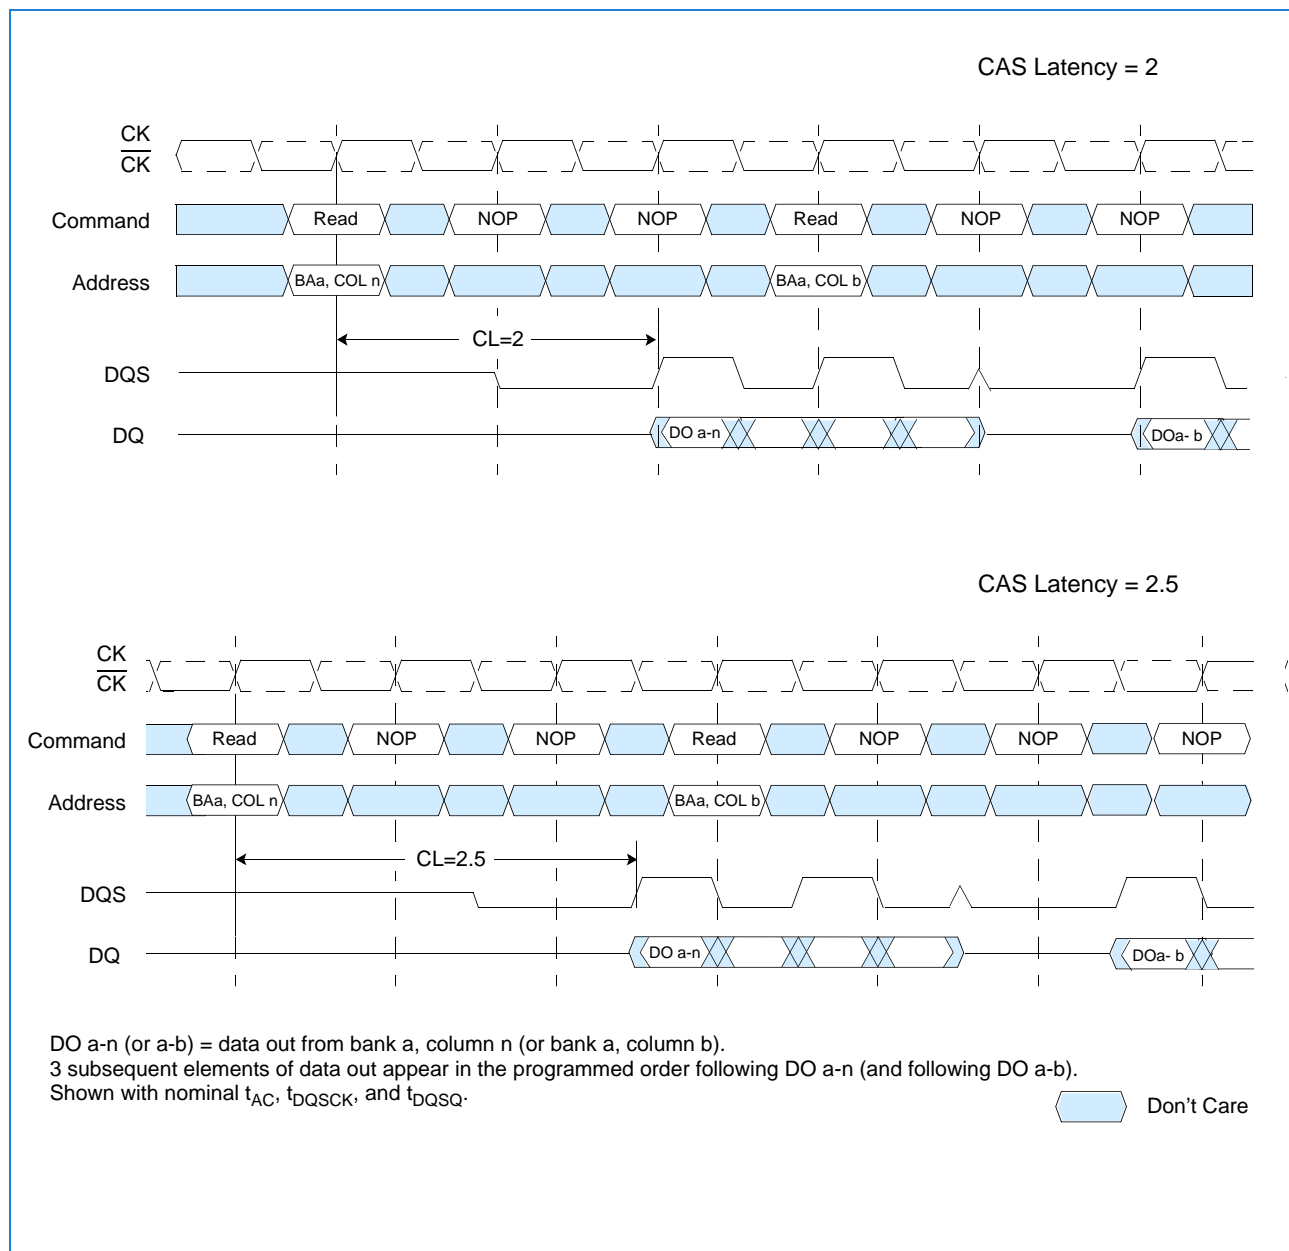 CAS Latency = 2
CK
CK
Command Read NOP NOP Read NOP NOP
Address BAa, COL n BAa, COL b
CL=2
DQS
DQ DO a-n DOa- b
CAS Latency = 2.5
CK
CK
Command Read NOP NOP Read NOP NOP NOP
Address BAa, COL n BAa, COL b
CL=2.5
DQS
DQ DO a-n DOa- b
DO a-n (or a-b) = data out from bank a, column n (or bank a, column b).
3 subsequent elements of data out appear in the programmed order following DO a-n (and following DO a-b).
Shown with nominal tAC, tDQSCK, and tDQSQ.
Don't Care